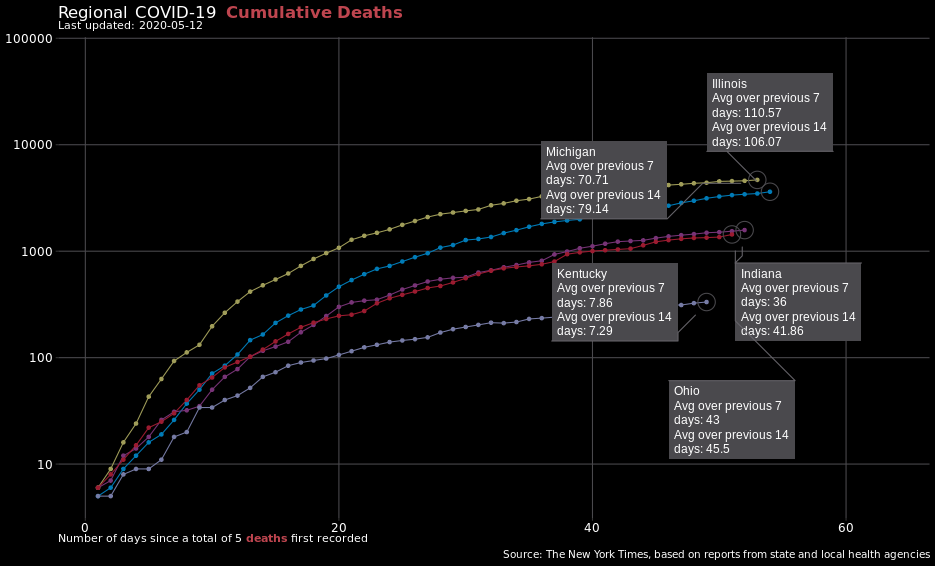 Regional COVID-19 Cumulative Deaths
Last updated: 2020-05-12
100000
10000
1000
100
10
Illinois
Avg over previous 7
days: 110.57
Avg over previous 14
days: 106.07
Michigan
Avg over previous 7
days: 70.71
Avg over previous 14
days: 79.14
Kentucky
Avg over previous 7
days: 7.86
Avg over previous 14
days: 7.29
Indiana
Avg over previous 7
days: 36
Avg over previous 14
days: 41.86
Ohio
Avg over previous 7
days: 43
Avg over previous 14
days: 45.5
0 20 40 60
Number of days since a total of 5 deaths first recorded
Source: The New York Times, based on reports from state and local health agencies